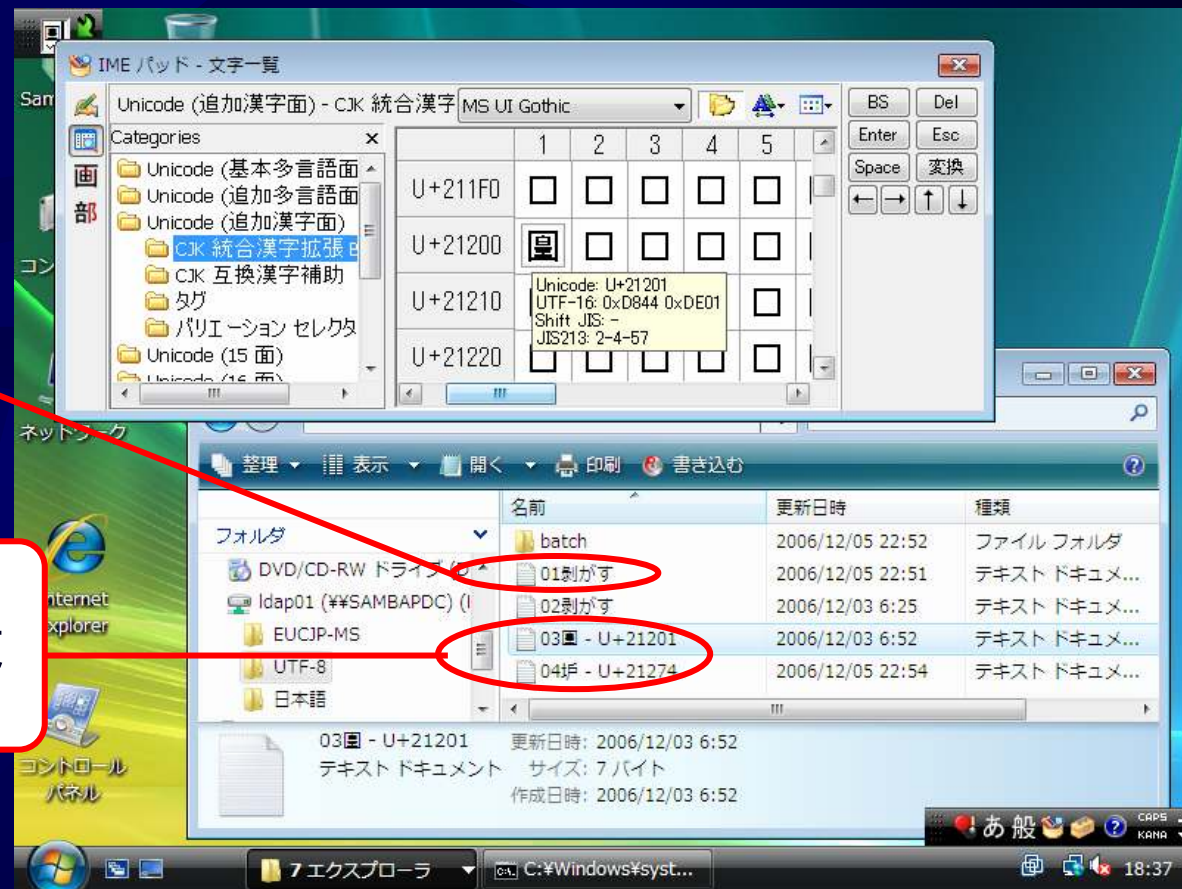 IME パッド - 文字一覧
Sam
Unicode (追加漢字面) - CJK 統合漢字
MS UI Gothic
BS
Del
Categories
x
1 2 3 4 5
Enter
Esc
画
Unicode (基本多言語面
Space
変換
Unicode (追加多言語面
U+211F0
← → ↑ ↓
部
Unicode (追加漢字面)
CJK 統合漢字拡張 B
U+21200
コン
CJK 互換漢字補助
Unicode: U+21201
タグ
U+21210
UTF-16: 0xD844 0xDE01
Shift JIS: -
バリエーション セレクタ
JIS213: 2-4-57
Unicode (15 面)
U+21220
Unicode (16 面)
ネットワーク
整理
表示
開く
印刷
書き込む
名前
更新日時
種類
フォルダ
batch
2006/12/05 22:52
ファイル フォルダ
DVD/CD-RW ドライブ (D
01剝がす
2006/12/05 22:51
テキスト ドキュメ...
ldap01 (¥¥SAMBAPDC) (
02剥がす
2006/12/03 6:25
テキスト ドキュメ...
nternet
xplorer
EUCJP-MS
03𡈁 - U+21201
2006/12/03 6:52
テキスト ドキュメ...
UTF-8
04𡉴 - U+21274
2006/12/05 22:54
テキスト ドキュメ...
日本語
03𡈁 - U+21201
更新日時: 2006/12/03 6:52
テキスト ドキュメント
サイズ: 7 バイト
作成日時: 2006/12/03 6:52
コントロール
パネル
あ 般
CAPS
KANA
7 エクスプローラ
C:¥Windows¥syst...
18:37